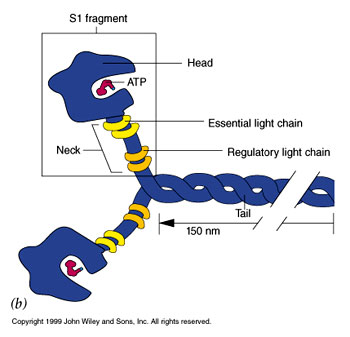 S1 fragment
Head
ATP
Essential light chain
Neck
Regulatory light chain
Tail
150 nm
(b)
Copyright 1999 John Wiley and Sons, Inc. All rights reserved.